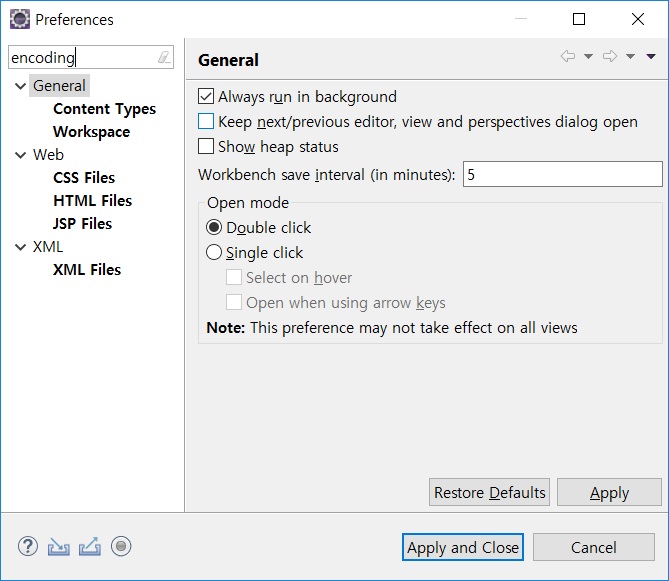 Preferences
encoding
General
Content Types
Workspace
Web
CSS Files
HTML Files
JSP Files
XML
XML Files
General
Always run in background
Keep next/previous editor, view and perspectives dialog open
Show heap status
Workbench save interval (in minutes): 5
Open mode
Double click
Single click
Select on hover
Open when using arrow keys
Note: This preference may not take effect on all views
Restore Defaults Apply
? Apply and Close Cancel